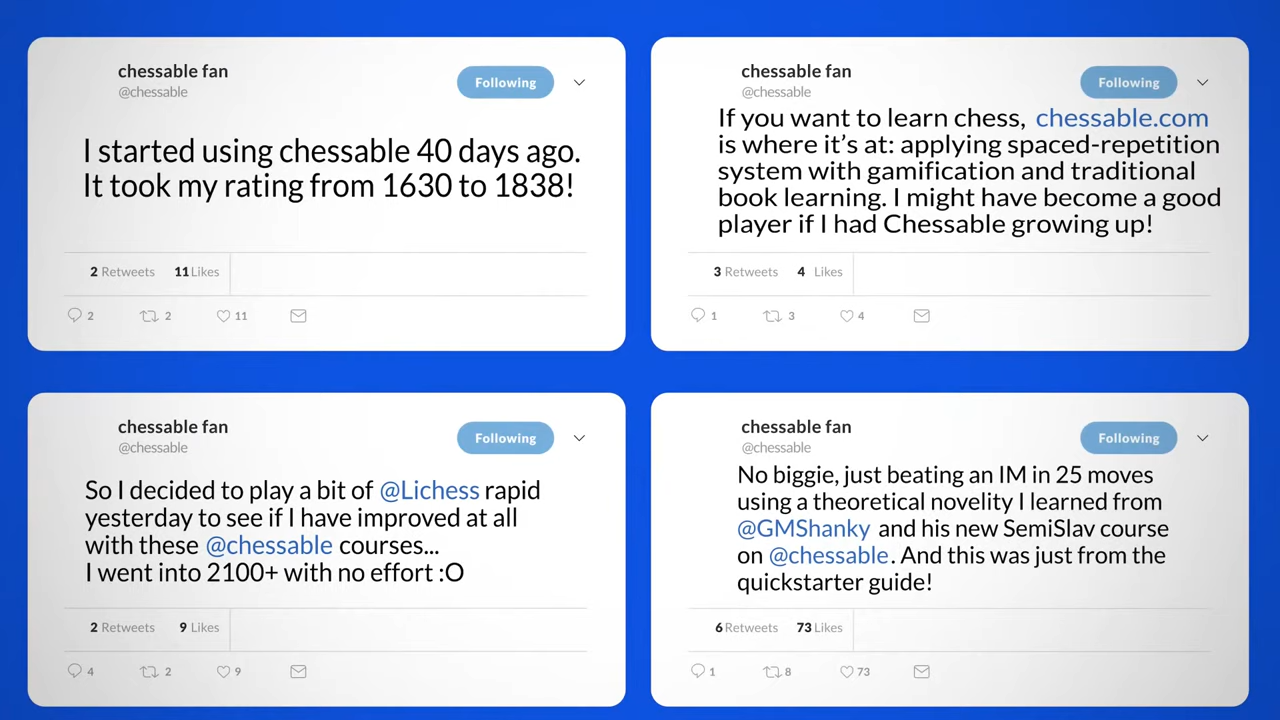 chessable fan
@chessable
Following
I started using chessable 40 days ago.
It took my rating from 1630 to 1838!
2 Retweets 11 Likes
2 2 11
chessable fan
@chessable
Following
If you want to learn chess, chessable.com
is where it’s at: applying spaced-repetition
system with gamification and traditional
book learning. I might have become a good
player if I had Chessable growing up!
3 Retweets 4 Likes
1 3 4
chessable fan
@chessable
Following
So I decided to play a bit of @Lichess rapid
yesterday to see if I have improved at all
with these @chessable courses...
I went into 2100+ with no effort :O
2 Retweets 9 Likes
4 2 9
chessable fan
@chessable
Following
No biggie, just beating an IM in 25 moves
using a theoretical novelity I learned from
@GMShanky and his new SemiSlav course
on @chessable. And this was just from the
quickstarter guide!
6 Retweets 73 Likes
1 8 73